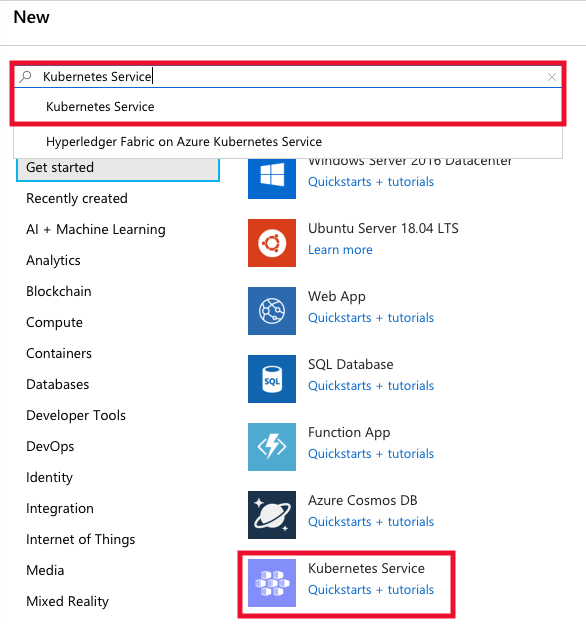 New
Kubernetes Service
Kubernetes Service
Hyperledger Fabric on Azure Kubernetes Service
Get started
Recently created
AI + Machine Learning
Analytics
Blockchain
Compute
Containers
Databases
Developer Tools
DevOps
Identity
Integration
Internet of Things
Media
Mixed Reality
Windows Server 2016 Datacenter
Quickstarts + tutorials
Ubuntu Server 18.04 LTS
Learn more
Web App
Quickstarts + tutorials
SQL
SQL Database
Quickstarts + tutorials
Function App
Quickstarts + tutorials
Azure Cosmos DB
Quickstarts + tutorials
Kubernetes Service
Quickstarts + tutorials